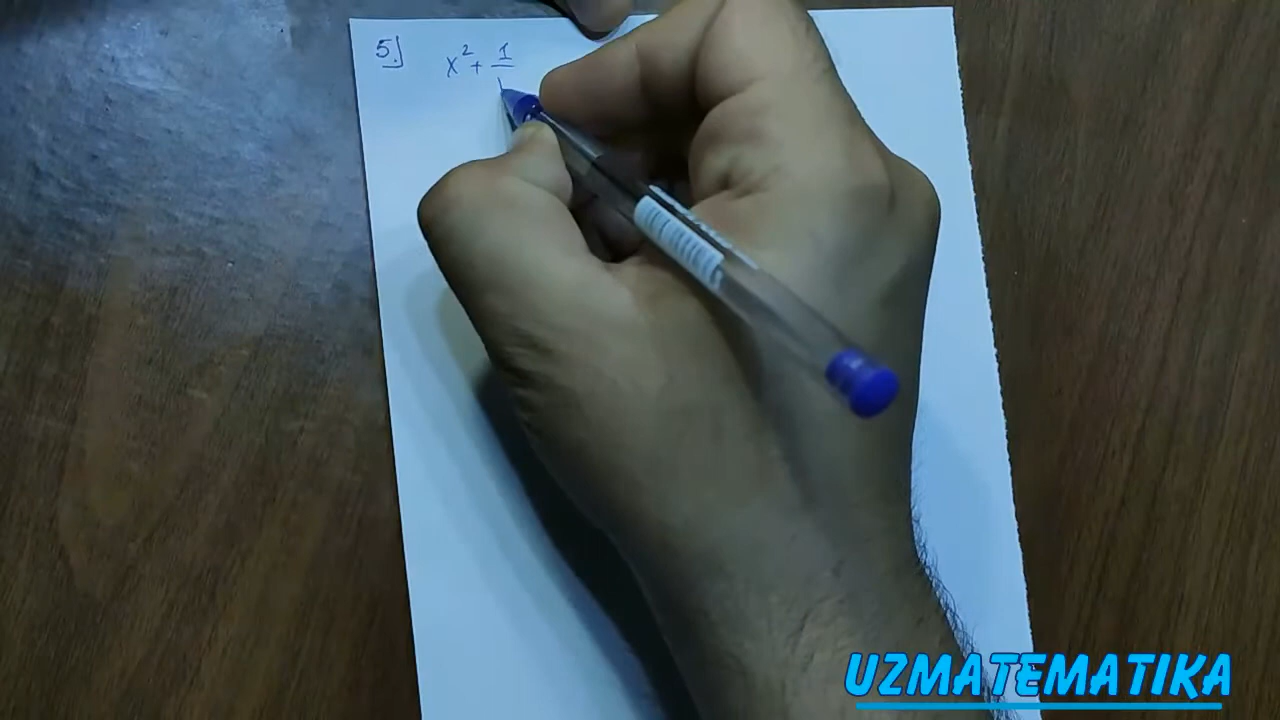 5) x² + 1/
UZMATEMATIKA